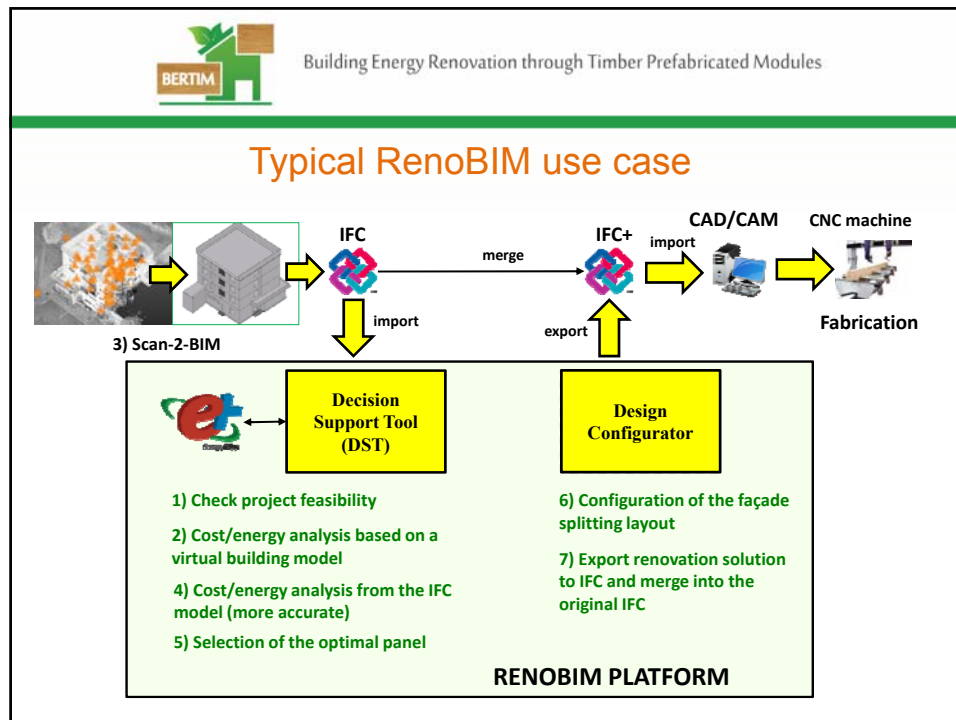 BERTIM
Building Energy Renovation through Timber Prefabricated Modules
Typical RenoBIM use case
IFC
merge
IFC+
import
CAD/CAM
CNC machine
Fabrication
import
export
3) Scan-2-BIM
et
Decision
Support Tool
(DST)
Design
Configurator
1) Check project feasibility
2) Cost/energy analysis based on a
virtual building model
4) Cost/energy analysis from the IFC
model (more accurate)
5) Selection of the optimal panel
6) Configuration of the façade
splitting layout
7) Export renovation solution
to IFC and merge into the
original IFC
RENOBIM PLATFORM